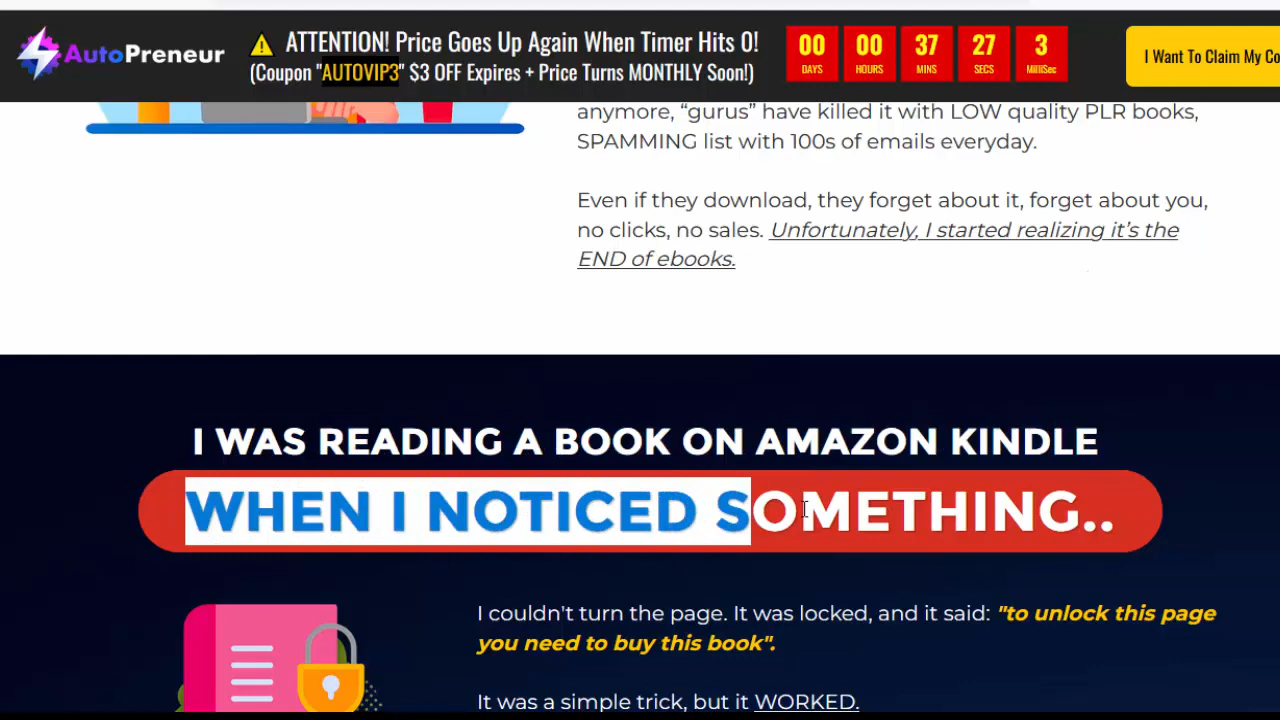 AutoPreneur
ATTENTION! Price Goes Up Again When Timer Hits 0!
(Coupon "AUTOVIP3" $3 OFF Expires + Price Turns MONTHLY Soon!)
00 00 37 27 3
DAYS HOURS MINS SECS MilliSec
I Want To Claim My Co
anymore, “gurus” have killed it with LOW quality PLR books,
SPAMMING list with 100s of emails everyday.
Even if they download, they forget about it, forget about you,
no clicks, no sales. Unfortunately, I started realizing it’s the
END of ebooks.
I WAS READING A BOOK ON AMAZON KINDLE
WHEN I NOTICED SOMETHING..
I couldn't turn the page. It was locked, and it said: "to unlock this page
you need to buy this book".
It was a simple trick, but it WORKED.